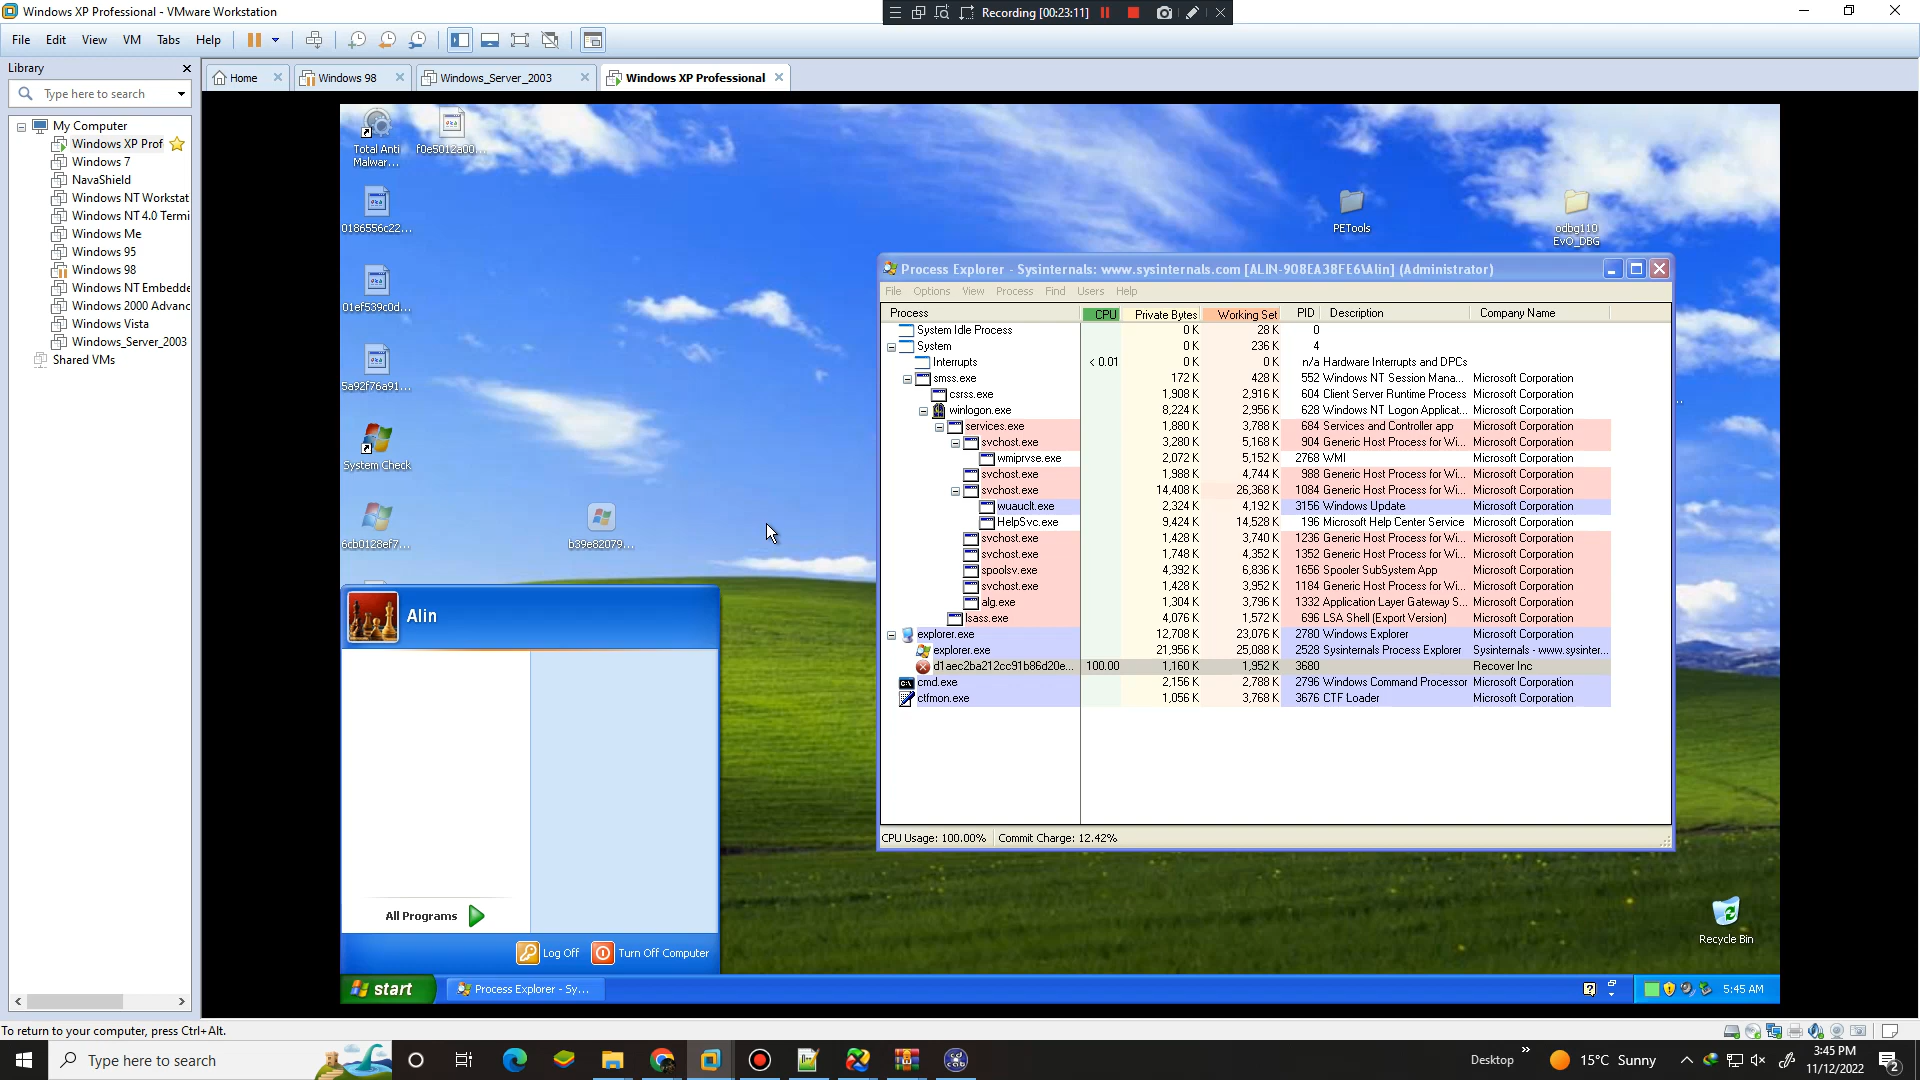 Windows XP Professional - VMware Workstation
Recording [00:23:11]
File Edit View VM Tabs Help
Library
Type here to search
My Computer
Windows XP Prof
Windows 7
NavaShield
Windows NT Workstat
Windows NT 4.0 Termi
Windows Me
Windows 95
Windows 98
Windows NT Embedde
Windows 2000 Advanc
Windows Vista
Windows_Server_2003
Shared VMs
Home
Windows 98
Windows_Server_2003
Windows XP Professional
Total Anti
Malwar...
f0e5012a00...
0186556c22...
01ef539c0d...
5a92f76a91...
System Check
6cb0128ef7...
b39e82079...
PETools
odbg110
EvO_DBG
Process Explorer - Sysinternals: www.sysinternals.com [ALIN-908EA38FE6\Alin] (Administrator)
File Options View Process Find Users Help
Process CPU Private Bytes Working Set PID Description Company Name
System Idle Process 0 K 28 K 0
System 0 K 236 K 4
Interrupts < 0.01 0 K 0 K n/a Hardware Interrupts and DPCs
smss.exe 172 K 428 K 552 Windows NT Session Mana... Microsoft Corporation
csrss.exe 1,908 K 2,916 K 604 Client Server Runtime Process Microsoft Corporation
winlogon.exe 8,224 K 2,956 K 628 Windows NT Logon Applicat... Microsoft Corporation
services.exe 1,880 K 3,788 K 684 Services and Controller app Microsoft Corporation
svchost.exe 3,280 K 5,168 K 904 Generic Host Process for Wi... Microsoft Corporation
wmiprvse.exe 2,072 K 5,152 K 2768 WMI Microsoft Corporation
svchost.exe 1,988 K 4,744 K 988 Generic Host Process for Wi... Microsoft Corporation
svchost.exe 14,408 K 26,368 K 1084 Generic Host Process for Wi... Microsoft Corporation
wuauclt.exe 2,324 K 4,192 K 3156 Windows Update Microsoft Corporation
HelpSvc.exe 9,424 K 14,528 K 196 Microsoft Help Center Service Microsoft Corporation
svchost.exe 1,428 K 3,740 K 1236 Generic Host Process for Wi... Microsoft Corporation
svchost.exe 1,748 K 4,352 K 1352 Generic Host Process for Wi... Microsoft Corporation
spoolsv.exe 4,392 K 6,836 K 1656 Spooler SubSystem App Microsoft Corporation
svchost.exe 1,428 K 3,952 K 1184 Generic Host Process for Wi... Microsoft Corporation
alg.exe 1,304 K 3,796 K 1332 Application Layer Gateway S... Microsoft Corporation
lsass.exe 4,076 K 1,572 K 696 LSA Shell (Export Version) Microsoft Corporation
explorer.exe 12,708 K 23,076 K 2780 Windows Explorer Microsoft Corporation
explorer.exe 21,956 K 25,088 K 2528 Sysinternals Process Explorer Sysinternals - www.sysinter...
d1aec2ba212cc91b86d20e... 100.00 1,160 K 1,952 K 3680 Recover Inc
cmd.exe 2,156 K 2,788 K 2796 Windows Command Processor Microsoft Corporation
ctfmon.exe 1,056 K 3,768 K 3676 CTF Loader Microsoft Corporation
CPU Usage: 100.00% Commit Charge: 12.42%
Alin
All Programs
Log Off Turn Off Computer
Recycle Bin
start
Process Explorer - Sy...
5:45 AM
To return to your computer, press Ctrl+Alt.
Type here to search
Desktop
15°C Sunny
3:45 PM
11/12/2022
2